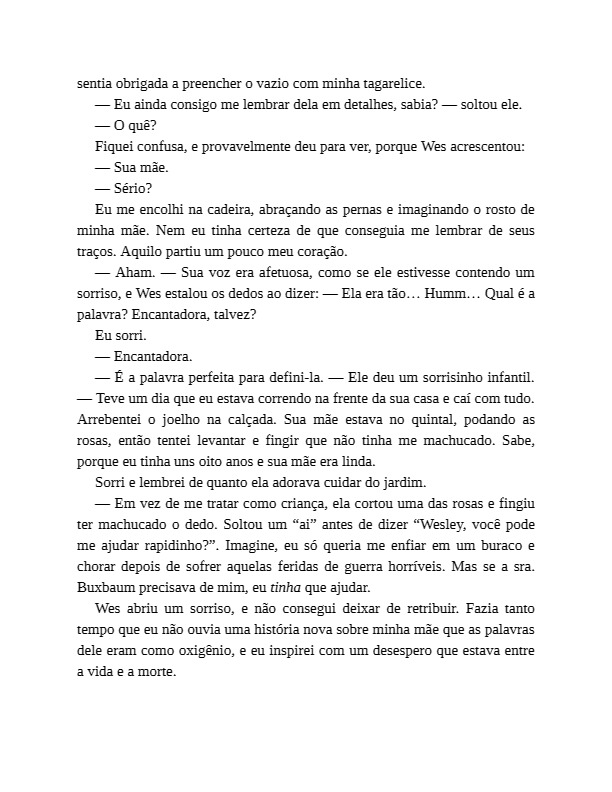 sentia obrigada a preencher o vazio com minha tagarelice.
— Eu ainda consigo me lembrar dela em detalhes, sabia? — soltou ele.
— O quê?
Fiquei confusa, e provavelmente deu para ver, porque Wes acrescentou:
— Sua mãe.
— Sério?
Eu me encolhi na cadeira, abraçando as pernas e imaginando o rosto de
minha mãe. Nem eu tinha certeza de que conseguia me lembrar de seus
traços. Aquilo partiu um pouco meu coração.
— Aham. — Sua voz era afetuosa, como se ele estivesse contendo um
sorriso, e Wes estalou os dedos ao dizer: — Ela era tão… Humm… Qual é a
palavra? Encantadora, talvez?
Eu sorri.
— Encantadora.
— É a palavra perfeita para defini-la. — Ele deu um sorrisinho infantil.
— Teve um dia que eu estava correndo na frente da sua casa e caí com tudo.
Arrebentei o joelho na calçada. Sua mãe estava no quintal, podando as
rosas, então tentei levantar e fingir que não tinha me machucado. Sabe,
porque eu tinha uns oito anos e sua mãe era linda.
Sorri e lembrei de quanto ela adorava cuidar do jardim.
— Em vez de me tratar como criança, ela cortou uma das rosas e fingiu
ter machucado o dedo. Soltou um “ai” antes de dizer “Wesley, você pode
me ajudar rapidinho?”. Imagine, eu só queria me enfiar em um buraco e
chorar depois de sofrer aquelas feridas de guerra horríveis. Mas se a sra.
Buxbaum precisava de mim, eu tinha que ajudar.
Wes abriu um sorriso, e não consegui deixar de retribuir. Fazia tanto
tempo que eu não ouvia uma história nova sobre minha mãe que as palavras
dele eram como oxigênio, e eu inspirei com um desespero que estava entre
a vida e a morte.